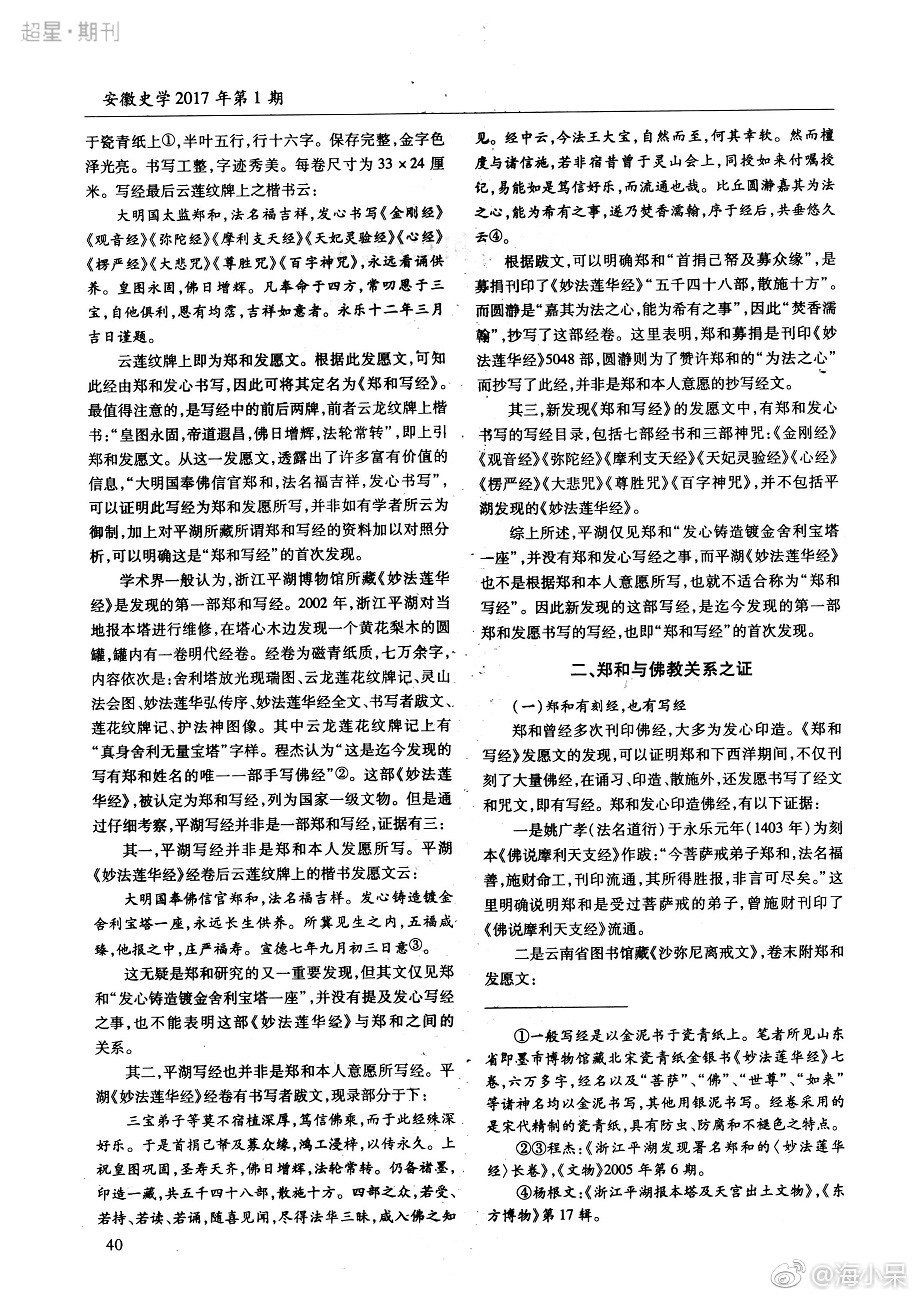 超星·期刊
安徽史学2017年第1期
于瓷青纸上①,半叶五行,行十六字。保存完整,金字色
泽光亮。书写工整,字迹秀美。每卷尺寸为33×24厘
米。写经最后云莲纹牌上之楷书云:
大明国太监郑和,法名福吉祥,发心书写《金刚经》
《观音经》《弥陀经》《摩利支天经》《天妃灵验经》《心经》
《楞严经》《大悲咒》《尊胜咒》《百字神咒》,永远看诵供
养。皇图永固,佛日增辉。凡奉命于四方,常叨恩于三
宝,自他俱利,恩有均霑,吉祥如意者。永乐十二年三月
吉日谨题。
云莲纹牌上即为郑和发愿文。根据此发愿文,可知
此经由郑和发心书写,因此可将其定名为《郑和写经》。
最值得注意的,是写经中的前后两牌,前者云龙纹牌上楷
书:“皇图永固,帝道遐昌,佛日增辉,法轮常转”,即上引
郑和发愿文。从这一发愿文,透露出了许多富有价值的
信息,“大明国奉佛信官郑和,法名福吉祥,发心书写”,
可以证明此写经为郑和发愿所写,并非如有学者所云为
御制,加上对平湖所藏所谓郑和写经的资料加以对照分
析,可以明确这是“郑和写经”的首次发现。
学术界一般认为,浙江平湖博物馆所藏《妙法莲华
经》是发现的第一部郑和写经。2002年,浙江平湖对当
地报本塔进行维修,在塔心木边发现一个黄花梨木的圆
罐,罐内有一卷明代经卷。经卷为磁青纸质,七万余字,
内容依次是:舍利塔放光现瑞图、云龙莲花纹牌记、灵山
法会图、妙法莲华弘传序、妙法莲华经全文、书写者跋文、
莲花纹牌记、护法神图像。其中云龙莲花纹牌记上有
“真身舍利无量宝塔”字样。程杰认为“这是迄今发现的
写有郑和姓名的唯一一部手写佛经”②。这部《妙法莲
华经》,被认定为郑和写经,列为国家一级文物。但是通
过仔细考察,平湖写经并非是一部郑和写经,证据有三:
其一,平湖写经并非是郑和本人发愿所写。平湖
《妙法莲华经》经卷后云莲纹牌上的楷书发愿文云:
大明国奉佛信官郑和,法名福吉祥。发心铸造镀金
舍利宝塔一座,永远长生供养。所冀见生之内,五福咸
臻,他报之中,庄严福寿。宣德七年九月初三日意③。
这无疑是郑和研究的又一重要发现,但其文仅见郑
和“发心铸造镀金舍利宝塔一座”,并没有提及发心写经
之事,也不能表明这部《妙法莲华经》与郑和之间的
关系。
其二,平湖写经也并非是郑和本人意愿所写经。平
湖《妙法莲华经》经卷有书写者跋文,现录部分于下:
三宝弟子等莫不宿植深厚,笃信佛乘,而于此经殊深
好乐。于是首捐己帑及募众缘,鸿工浸梓,以传永久。上
祝皇图巩固,圣寿天齐,佛日增辉,法轮常转。仍备褚墨,
印造一藏,共五千四十八部,散施十方。四部之众,若受、
若持、若读、若诵,随喜见闻,尽得法华三昧,咸入佛之知
40
见。经中云,今法王大宝,自然而至,何其幸软。然而檀
度与诸信施,若非宿昔曾于灵山会上,同授如来付嘱授
记,易能如是笃信好乐,而流通也哉。比丘圆瀞嘉其为法
之心,能为希有之事,遂乃焚香濡翰,序于经后,共垂悠久
云④。
根据跋文,可以明确郑和“首捐己帑及募众缘”,是
募捐刊印了《妙法莲华经》“五千四十八部,散施十方”。
而圆瀞是“嘉其为法之心,能为希有之事”,因此“焚香濡
翰”,抄写了这部经卷。这里表明,郑和募捐是刊印《妙
法莲华经》5048部,圆瀞则为了赞许郑和的“为法之心”
而抄写了此经,并非是郑和本人意愿的抄写经文。
其三,新发现《郑和写经》的发愿文中,有郑和发心
书写的写经目录,包括七部经书和三部神咒:《金刚经》
《观音经》《弥陀经》《摩利支天经》《天妃灵验经》《心经》
《楞严经》《大悲咒》《尊胜咒》《百字神咒》,并不包括平
湖发现的《妙法莲华经》。
综上所述,平湖仅见郑和“发心铸造镀金舍利宝塔
一座”,并没有郑和发心写经之事,而平湖《妙法莲华经》
也不是根据郑和本人意愿所写,也就不适合称为“郑和
写经”。因此新发现的这部写经,是迄今发现的第一部
郑和发愿书写的写经,也即“郑和写经”的首次发现。
二、郑和与佛教关系之证
(一)郑和有刻经,也有写经
郑和曾经多次刊印佛经,大多为发心印造。《郑和
写经》发愿文的发现,可以证明郑和下西洋期间,不仅刊
刻了大量佛经,在诵习、印造、散施外,还发愿书写了经文
和咒文,即有写经。郑和发心印造佛经,有以下证据:
一是姚广孝(法名道衍)于永乐元年(1403年)为刻
本《佛说摩利天支经》作跋:“今菩萨戒弟子郑和,法名福
善,施财命工,刊印流通,其所得胜报,非言可尽矣。”这
里明确说明郑和是受过菩萨戒的弟子,曾施财刊印了
《佛说摩利天支经》流通。
二是云南省图书馆藏《沙弥尼离戒文》,卷末附郑和
发愿文:
①一般写经是以金泥书于瓷青纸上。笔者所见山东
省即墨市博物馆藏北宋瓷青纸金银书《妙法莲华经》七
卷,六万多字,经名以及“菩萨”、“佛”、“世尊”、“如来”
等诸神名均以金泥书写,其他用银泥书写。经卷采用的
是宋代精制的瓷青纸,具有防虫、防腐和不褪色之特点。
②③程杰:《浙江平湖发现署名郑和的〈妙法莲华
经〉长卷》,《文物》2005年第6期。
④杨根文:《浙江平湖报本塔及天宫出土文物》,《东
方博物》第17辑。
@海小呆